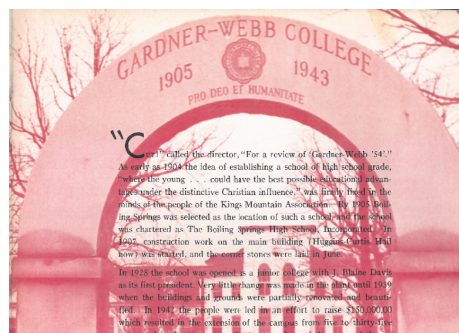 GARDNER-WEBB COLLEGE
1905 1943
PRO DEO ET HUMANITATE
called the director, "For a review of 'Gardner-Webb '54'."
As early as 1904 the idea of establishing a school of high school grade,
"where the young . . . could have the best possible educational advan-
tages under the distinctive Christian influence," was firmly fixed in the
minds of the people of the Kings Mountain Association. By 1905 Boil-
ing Springs was selected as the location of such a school and the school
was chartered as The Boiling Springs High School, Incorporated. In
1907, construction work on the main building (Huggins-Curtis Hall
now) was started, and the corner stones were laid in June.
In 1928 the school was opened as a junior college with J. Blaine Davis
as its first president. Very little change was made in the plant until 1939
when the buildings and grounds were partially renovated and beauti-
fied. In 1942 the people were led in an effort to raise $150,000.00
which resulted in the extension of the campus from five to thirty-five